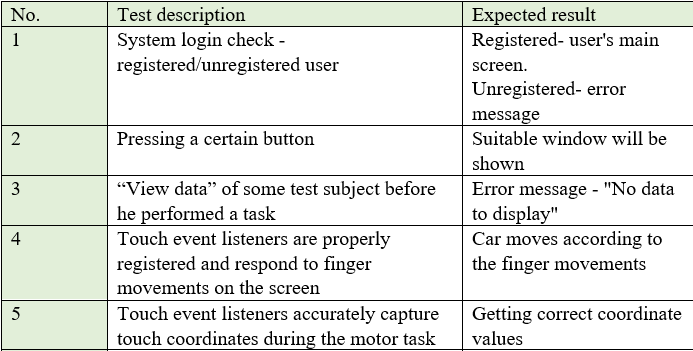 No. Test description Expected result
1 System login check - Registered- user's main
registered/unregistered user screen.
Unregistered- error
message
2 Pressing a certain button Suitable window will be
shown
3 “View data” of some test subject before Error message - "No data
he performed a task to display"
4 Touch event listeners are properly Car moves according to
registered and respond to finger the finger movements
movements on the screen
5 Touch event listeners accurately capture Getting correct coordinate
touch coordinates during the motor task values